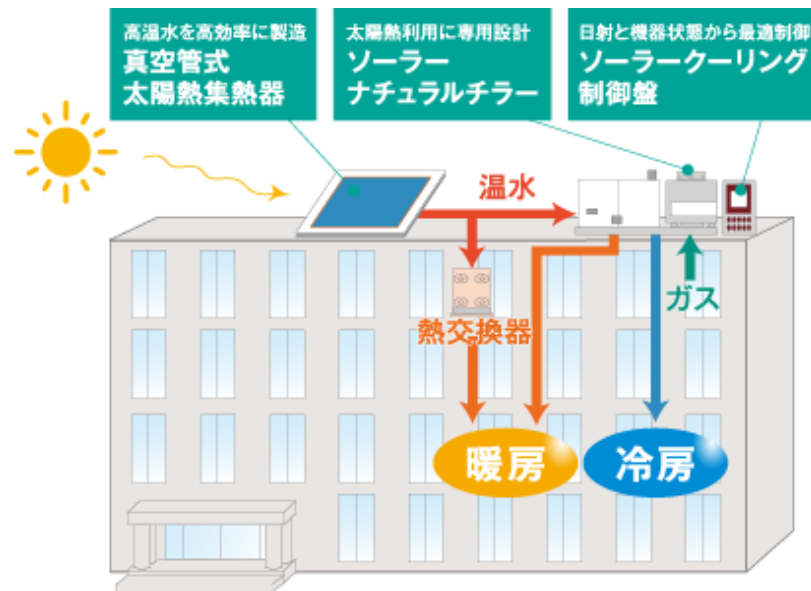 高温水を高効率に製造
真空管式
太陽熱集熱器
太陽熱利用に専用設計
ソーラー
ナチュラルチラー
日射と機器状態から最適制御
ソーラークーリング
制御盤
温水
ガス
熱交換器
暖房
冷房